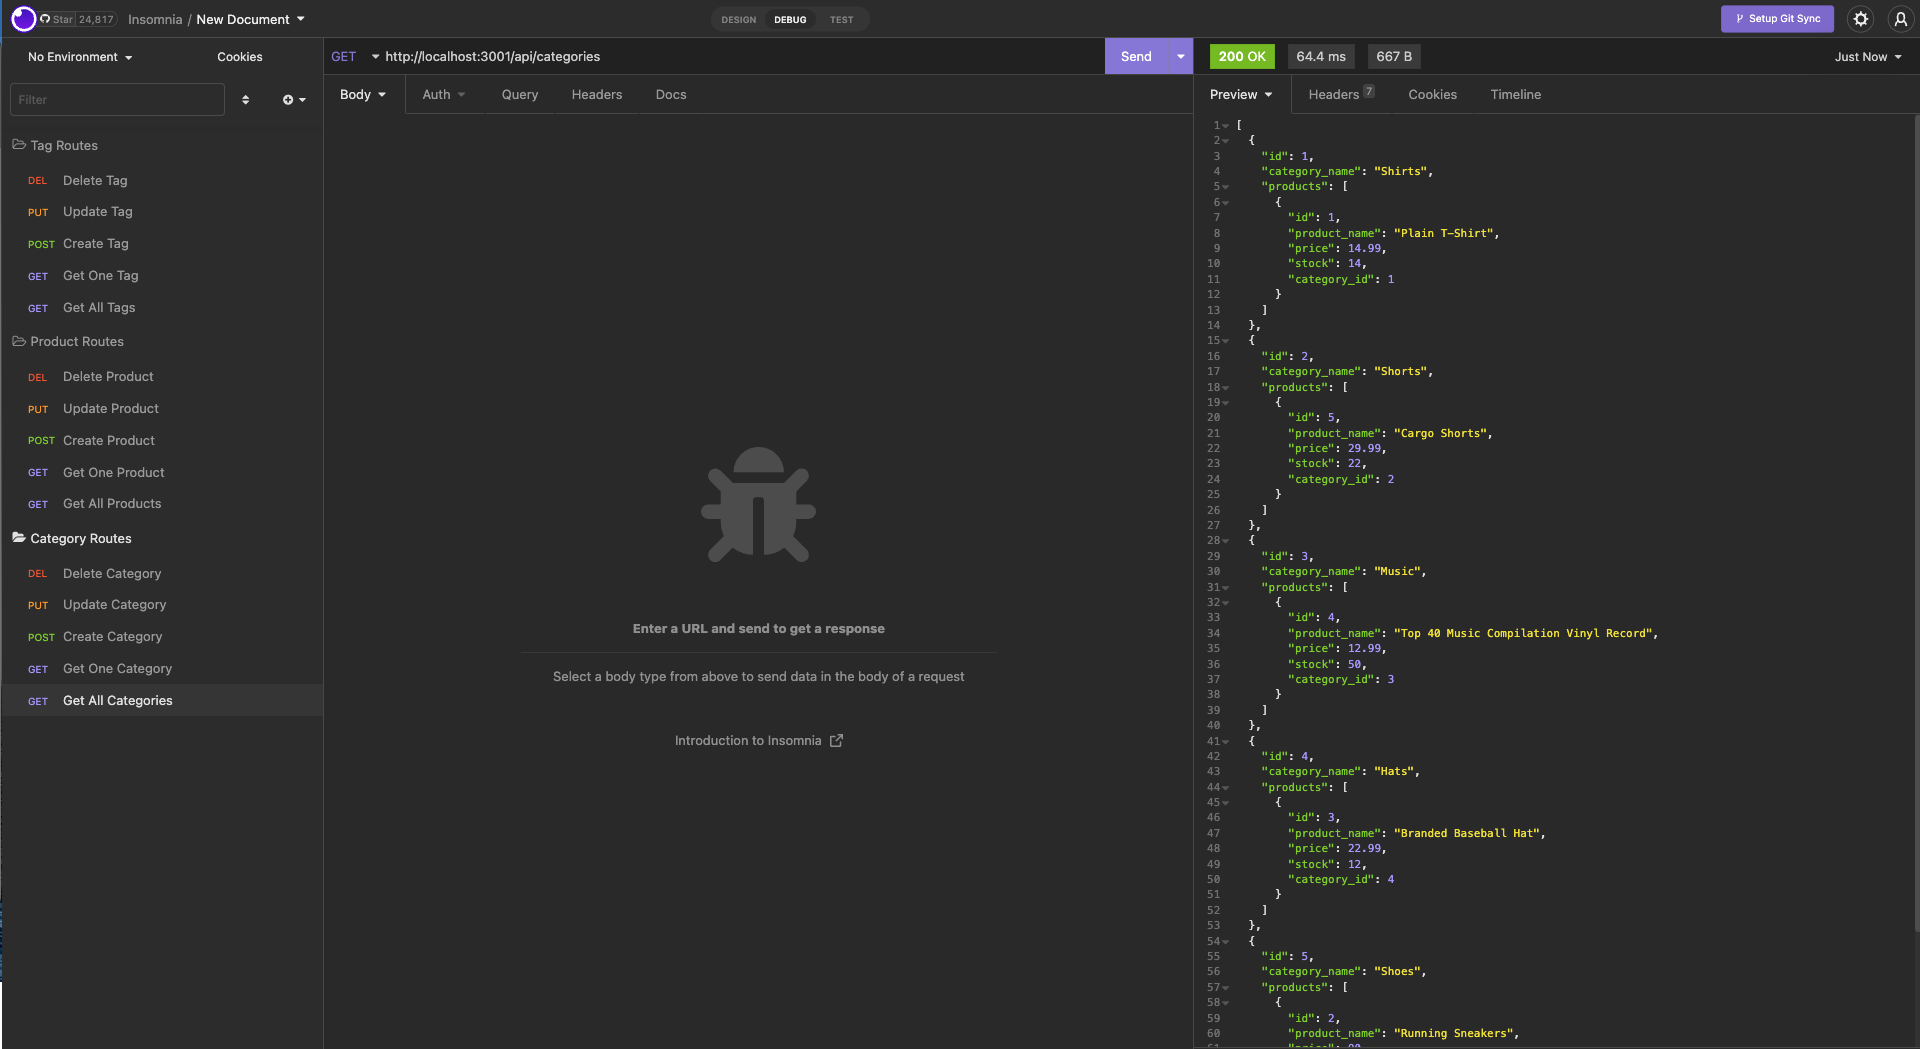 Star 24,817 Insomnia / New Document
DESIGN DEBUG TEST
Setup Git Sync
No Environment Cookies
Filter
Tag Routes
DEL Delete Tag
PUT Update Tag
POST Create Tag
GET Get One Tag
GET Get All Tags
Product Routes
DEL Delete Product
PUT Update Product
POST Create Product
GET Get One Product
GET Get All Products
Category Routes
DEL Delete Category
PUT Update Category
POST Create Category
GET Get One Category
GET Get All Categories
GET http://localhost:3001/api/categories Send
Body Auth Query Headers Docs
Enter a URL and send to get a response
Select a body type from above to send data in the body of a request
Introduction to Insomnia
200 OK 64.4 ms 667 B Just Now
Preview Headers 7 Cookies Timeline
1 [
2 {
3 "id": 1,
4 "category_name": "Shirts",
5 "products": [
6 {
7 "id": 1,
8 "product_name": "Plain T-Shirt",
9 "price": 14.99,
10 "stock": 14,
11 "category_id": 1
12 }
13 ]
14 },
15 {
16 "id": 2,
17 "category_name": "Shorts",
18 "products": [
19 {
20 "id": 5,
21 "product_name": "Cargo Shorts",
22 "price": 29.99,
23 "stock": 22,
24 "category_id": 2
25 }
26 ]
27 },
28 {
29 "id": 3,
30 "category_name": "Music",
31 "products": [
32 {
33 "id": 4,
34 "product_name": "Top 40 Music Compilation Vinyl Record",
35 "price": 12.99,
36 "stock": 50,
37 "category_id": 3
38 }
39 ]
40 },
41 {
42 "id": 4,
43 "category_name": "Hats",
44 "products": [
45 {
46 "id": 3,
47 "product_name": "Branded Baseball Hat",
48 "price": 22.99,
49 "stock": 12,
50 "category_id": 4
51 }
52 ]
53 },
54 {
55 "id": 5,
56 "category_name": "Shoes",
57 "products": [
58 {
59 "id": 2,
60 "product_name": "Running Sneakers",